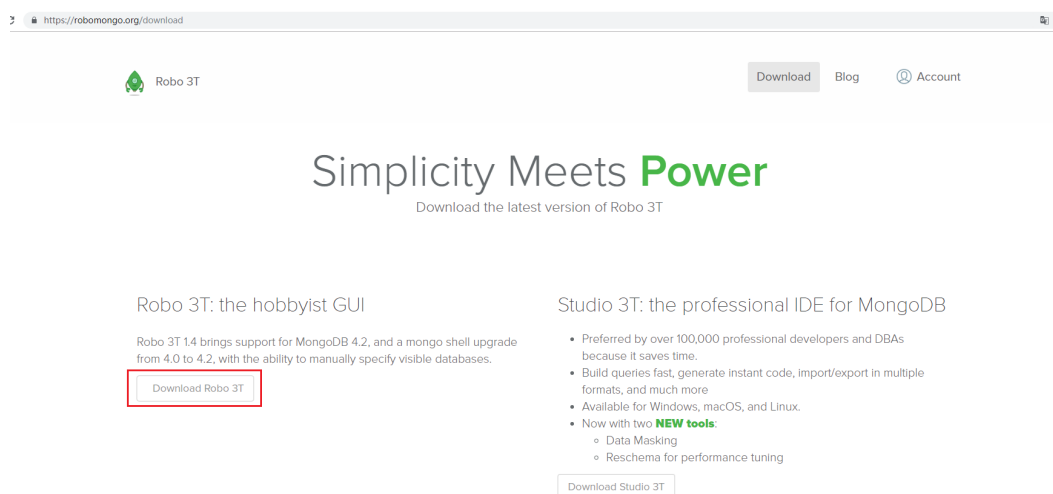 https://robomongo.org/download
Robo 3T
Download
Blog
Account
Simplicity Meets Power
Download the latest version of Robo 3T
Robo 3T: the hobbyist GUI
Robo 3T 1.4 brings support for MongoDB 4.2, and a mongo shell upgrade
from 4.0 to 4.2, with the ability to manually specify visible databases.
Download Robo 3T
Studio 3T: the professional IDE for MongoDB
Preferred by over 100,000 professional developers and DBAs
because it saves time.
Build queries fast, generate instant code, import/export in multiple
formats, and much more
Available for Windows, macOS, and Linux.
Now with two NEW tools:
Data Masking
Reschema for performance tuning
Download Studio 3T